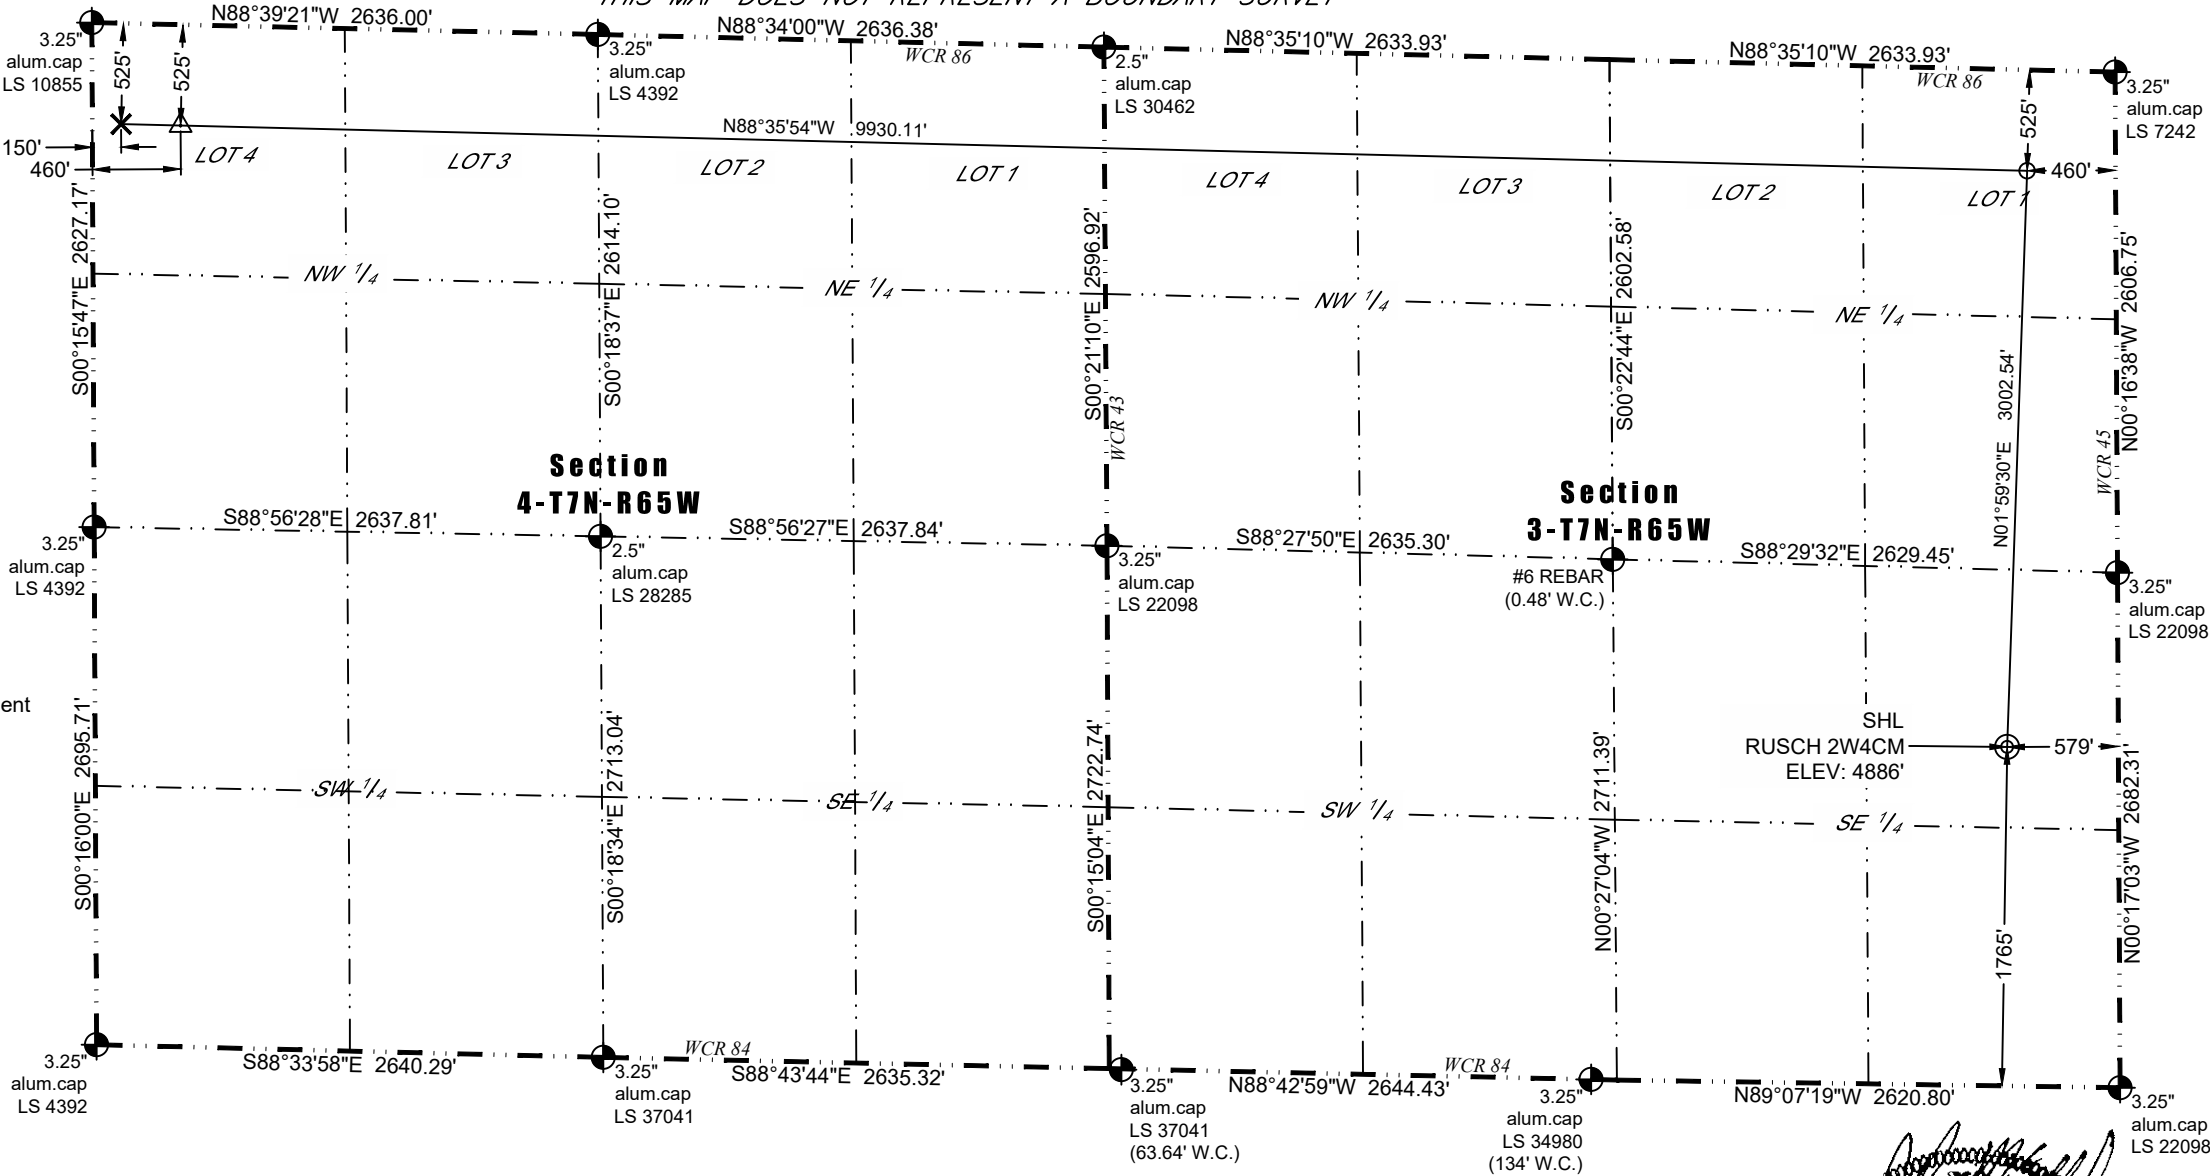 THIS MAP DOES NOT REPRESENT A BOUNDARY SURVEY
N88°39'21"W 2636.00'
N88°34'00"W 2636.38'
N88°35'10"W 2633.93'
N88°35'10"W 2633.93'
WCR 86
WCR 86
3.25"
alum.cap
LS 10855
3.25"
alum.cap
LS 4392
2.5"
alum.cap
LS 30462
3.25"
alum.cap
LS 7242
525'
525'
525'
150'
460'
460'
N88°35'54"W 9930.11'
LOT 4
LOT 3
LOT 2
LOT 1
LOT 4
LOT 3
LOT 2
LOT 1
S00°15'47"E 2627.17'
S00°18'37"E 2614.10'
S00°21'10"E 2596.92'
S00°22'44"E 2602.58'
N00°16'38"W 2606.75'
NW 1/4
NE 1/4
NW 1/4
NE 1/4
WCR 43
WCR 45
N01°59'30"E 3002.54'
Section
4-T7N-R65W
Section
3-T7N-R65W
S88°56'28"E 2637.81'
S88°56'27"E 2637.84'
S88°27'50"E 2635.30'
S88°29'32"E 2629.45'
3.25"
alum.cap
LS 4392
2.5"
alum.cap
LS 28285
3.25"
alum.cap
LS 22098
#6 REBAR
(0.48' W.C.)
3.25"
alum.cap
LS 22098
ent
SHL
RUSCH 2W4CM
ELEV: 4886'
579'
1765'
S00°16'00"E 2695.71'
S00°18'34"E 2713.04'
S00°15'04"E 2722.74'
N00°27'04"W 2711.39'
N00°17'03"W 2682.31'
SW 1/4
SE 1/4
SW 1/4
SE 1/4
WCR 84
WCR 84
S88°33'58"E 2640.29'
S88°43'44"E 2635.32'
N88°42'59"W 2644.43'
N89°07'19"W 2620.80'
3.25"
alum.cap
LS 4392
3.25"
alum.cap
LS 37041
3.25"
alum.cap
LS 37041
(63.64' W.C.)
3.25"
alum.cap
LS 34980
(134' W.C.)
3.25"
alum.cap
LS 22098